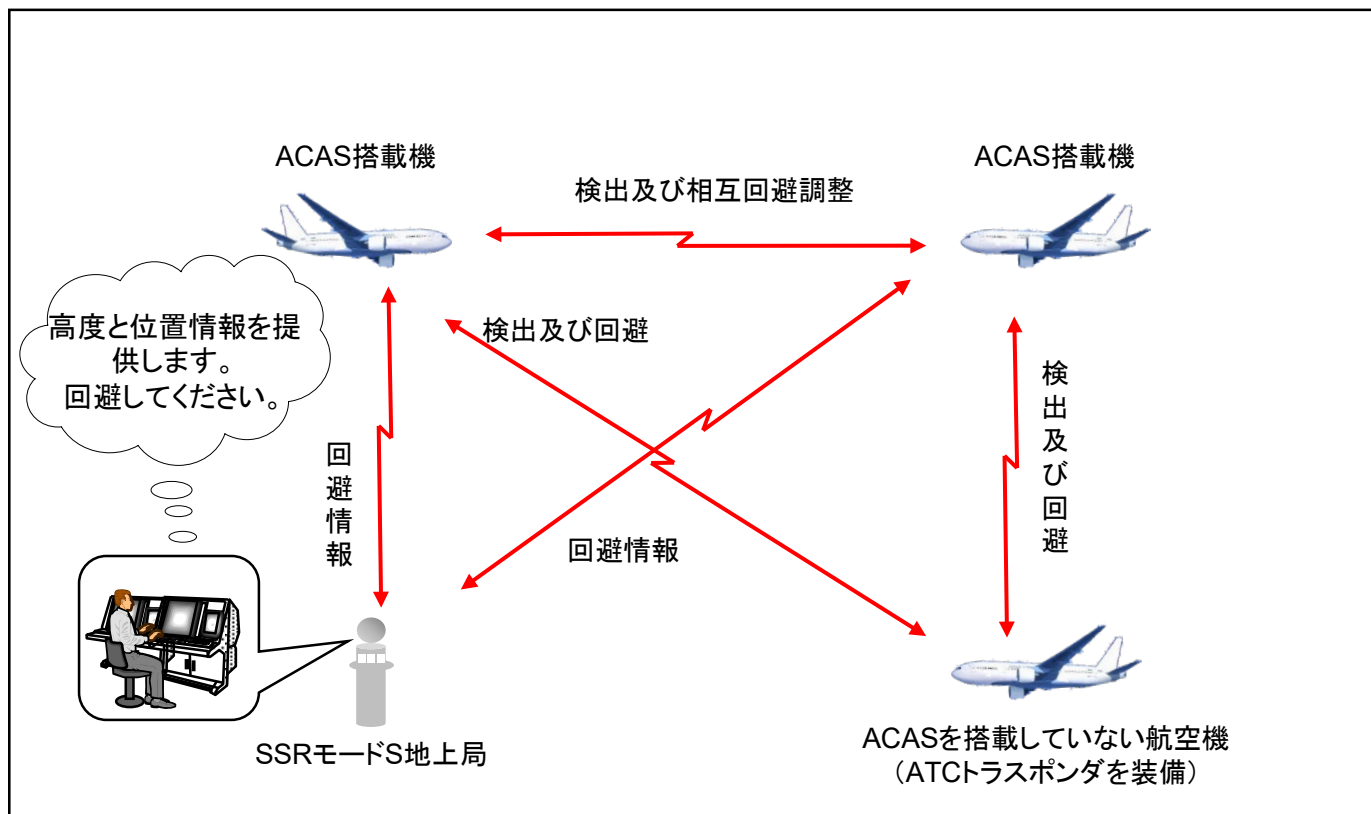 ACAS搭載機
ACAS搭載機
検出及び相互回避調整
高度と位置情報を提
供します。
回避してください。
検出及び回避
検出及び回避
回避情報
回避情報
SSRモードS地上局
ACASを搭載していない航空機
（ATCトラスポンダを装備）